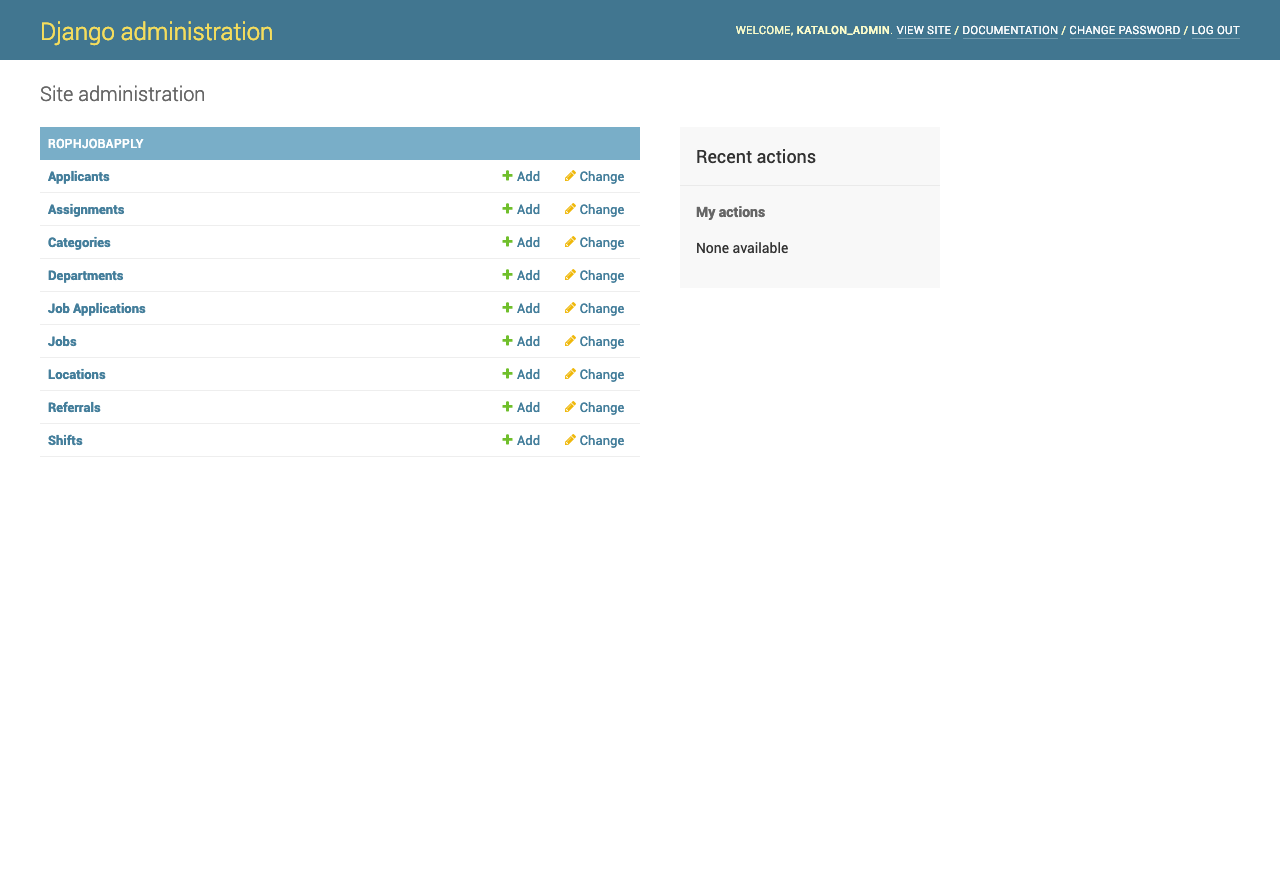 Django administration
WELCOME, KATALON_ADMIN. VIEW SITE / DOCUMENTATION / CHANGE PASSWORD / LOG OUT
Site administration
ROPHJOBAPPLY
Applicants Add Change
Assignments Add Change
Categories Add Change
Departments Add Change
Job Applications Add Change
Jobs Add Change
Locations Add Change
Referrals Add Change
Shifts Add Change
Recent actions
My actions
None available